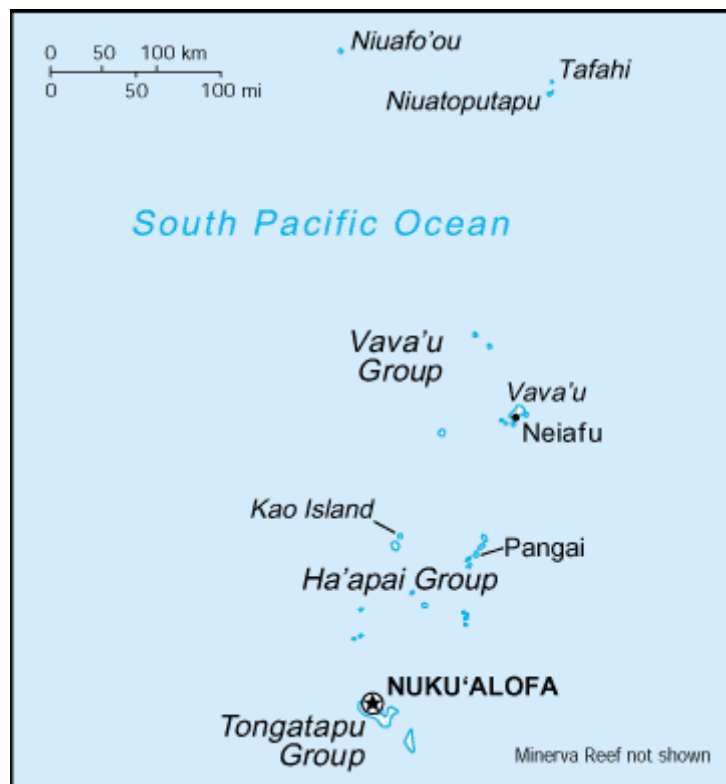 Niuafo'ou
0 50 100 km
0 50 100 mi
Tafahi
Niuatoputapu
South Pacific Ocean
Vava'u
Group
Vava'u
Neiafu
Kao Island
Pangai
Ha'apai Group
NUKU‘ALOFA
Tongatapu
Group
Minerva Reef not shown